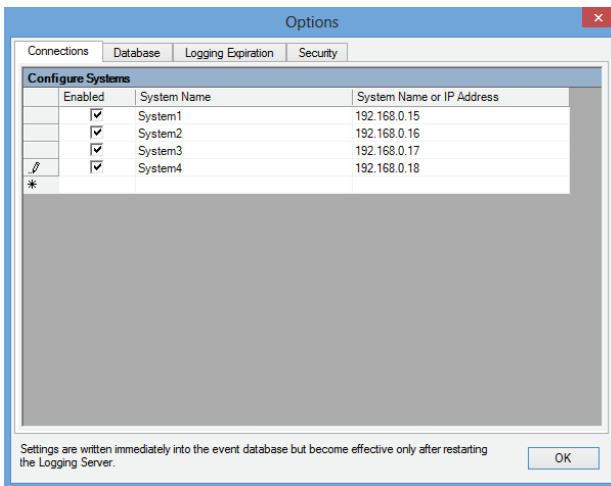 Options
Connections Database Logging Expiration Security
Configure Systems
Enabled System Name System Name or IP Address
System1 192.168.0.15
System2 192.168.0.16
System3 192.168.0.17
System4 192.168.0.18
Settings are written immediately into the event database but become effective only after restarting
the Logging Server.
OK